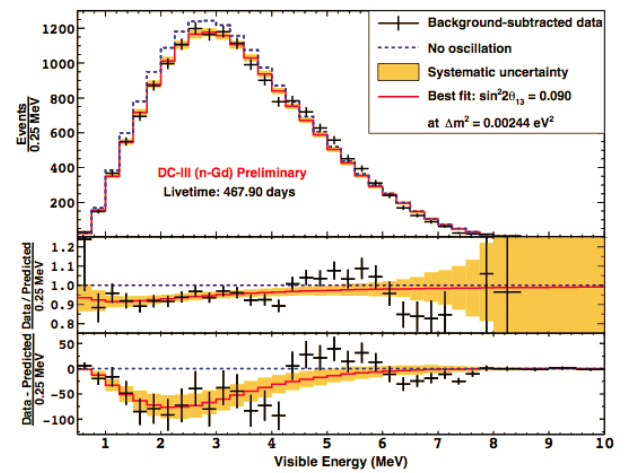 1200
1000
800
600
400
200
Events
0.25 MeV
Background-subtracted data
No oscillation
Systematic uncertainty
Best fit: sin²2θ₁₃ = 0.090
at Δm² = 0.00244 eV²
DC-III (n-Gd) Preliminary
Livetime: 467.90 days
1.2
1.1
1.0
0.9
0.8
Data / Predicted
0.25 MeV
50
0
−50
−100
Data - Predicted
0.25 MeV
1 2 3 4 5 6 7 8 9 10
Visible Energy (MeV)